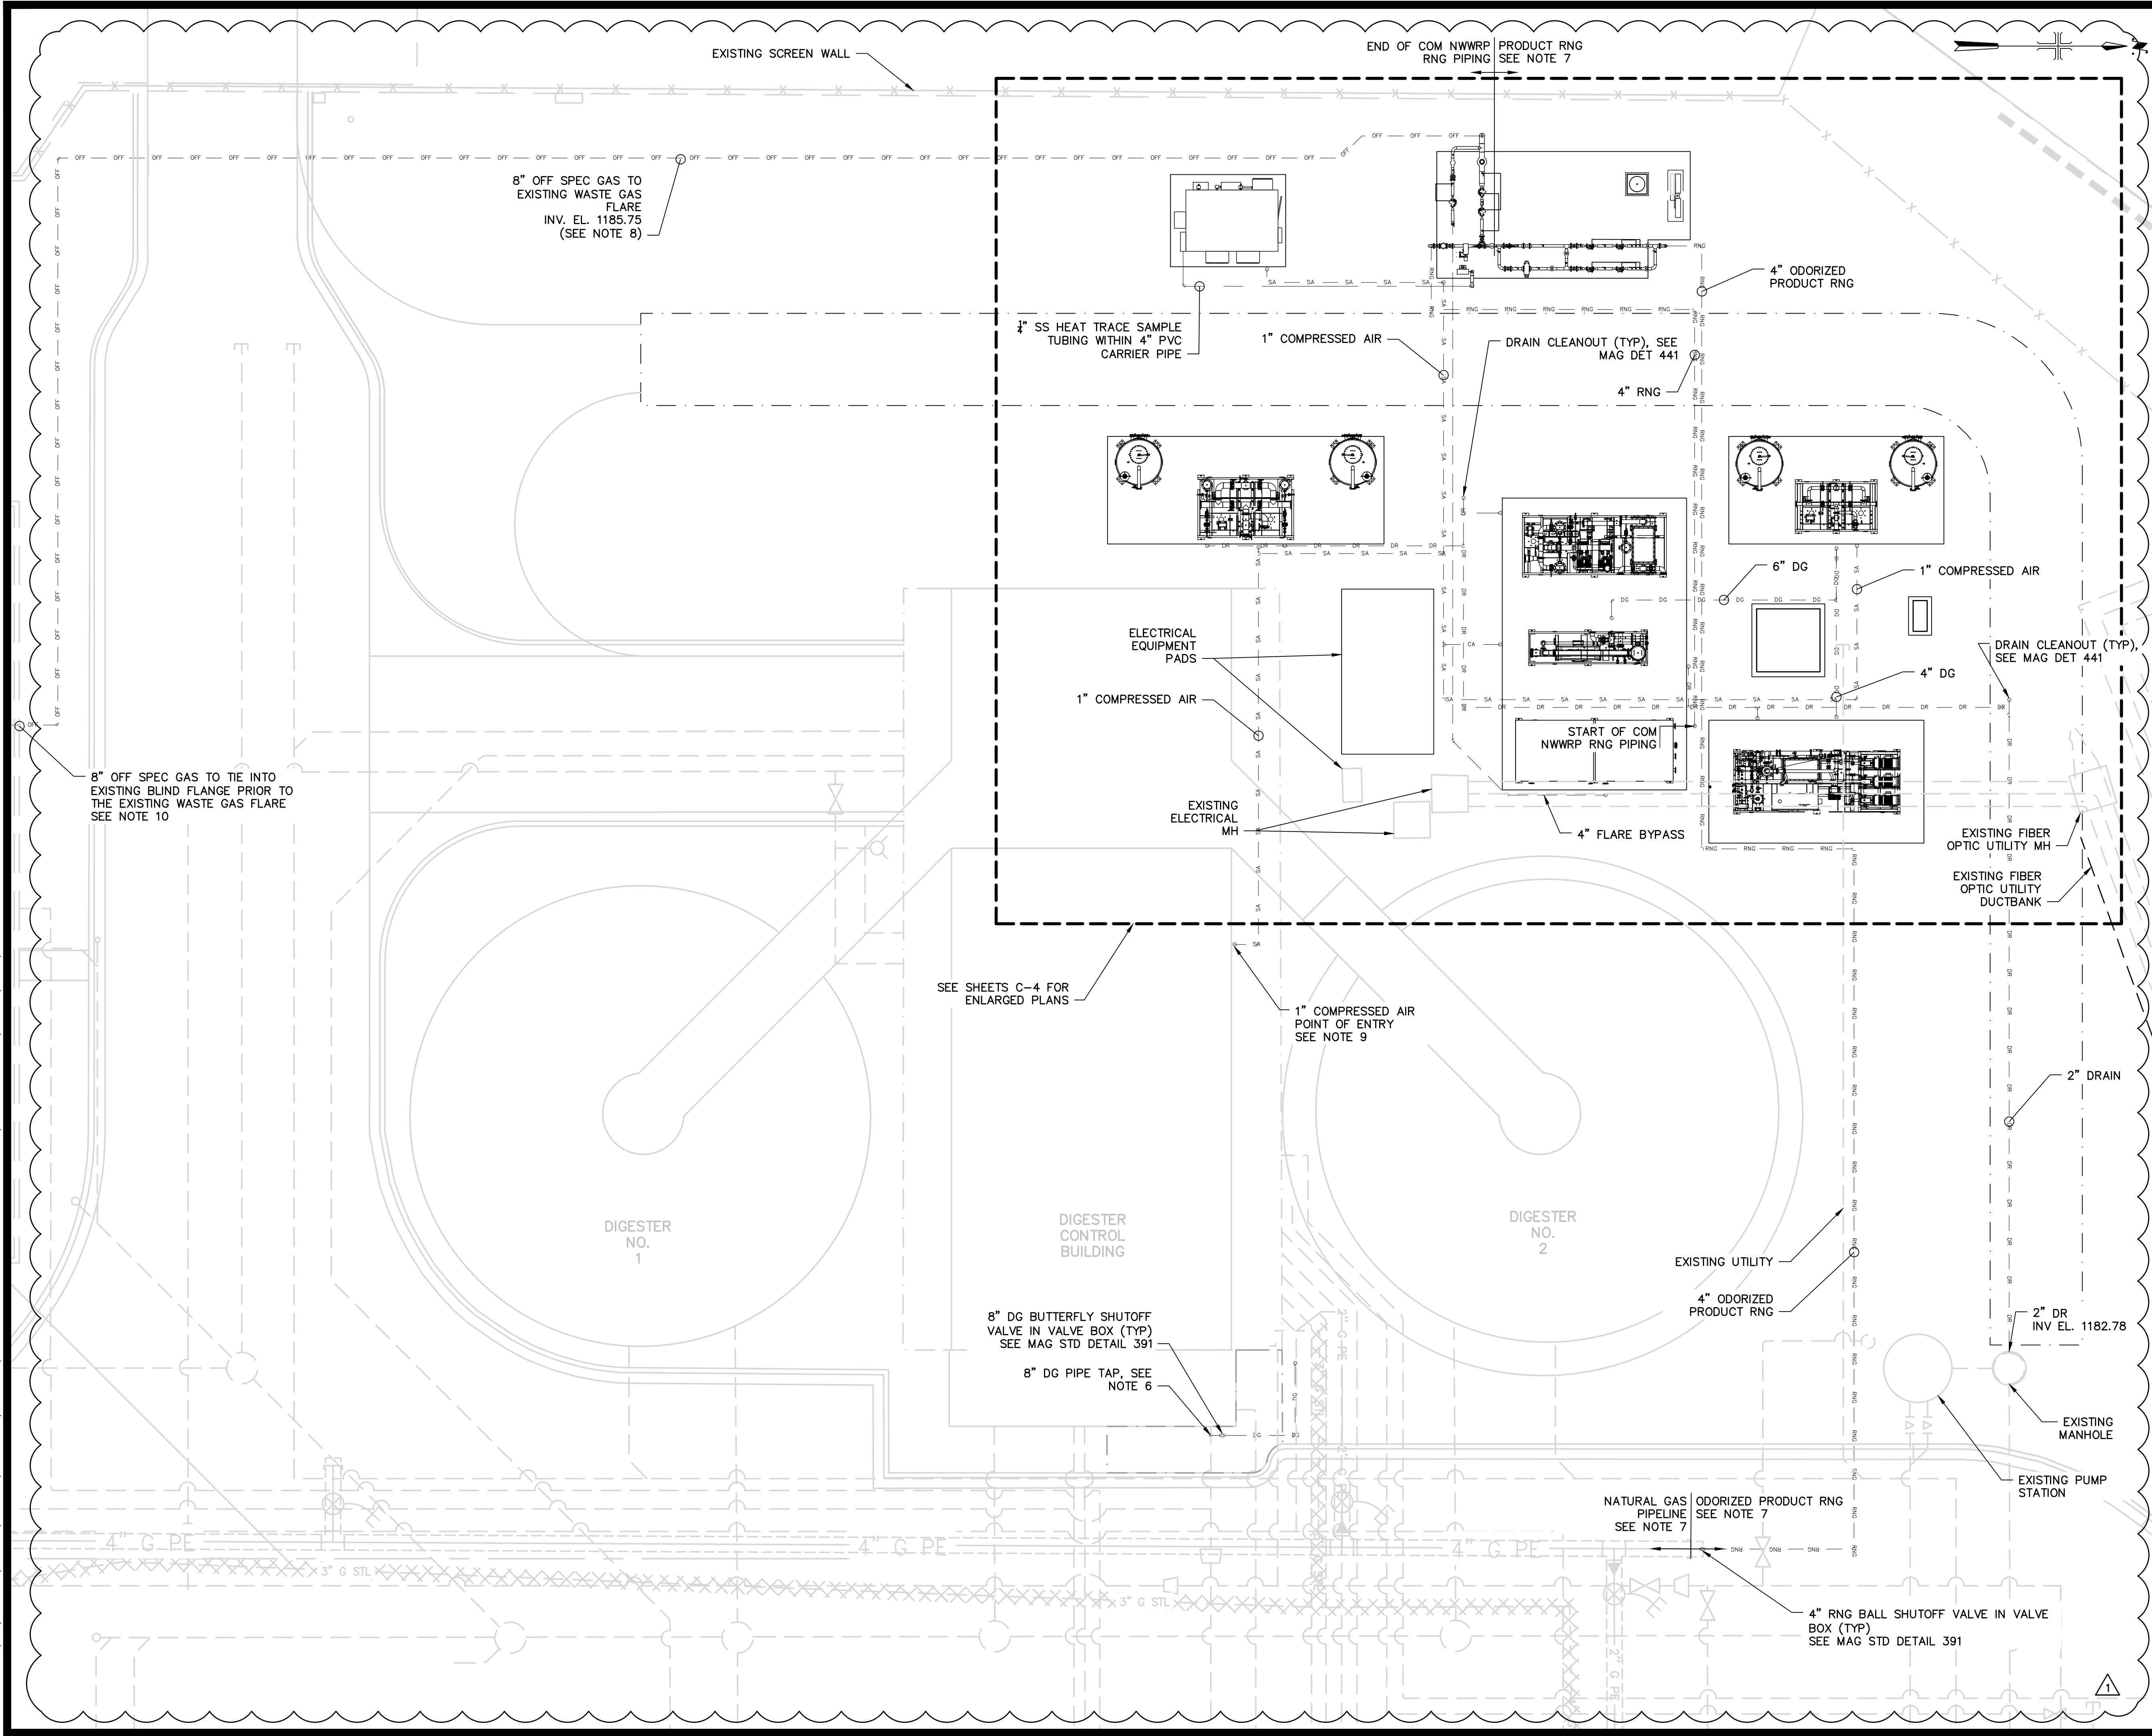 EXISTING SCREEN WALL
END OF COM NWWRP
RNG PIPING
PRODUCT RNG
SEE NOTE 7
8" OFF SPEC GAS TO
EXISTING WASTE GAS
FLARE
INV. EL. 1185.75
(SEE NOTE 8)
4" ODORIZED
PRODUCT RNG
SS HEAT TRACE SAMPLE
TUBING WITHIN 4" PVC
CARRIER PIPE
1" COMPRESSED AIR
DRAIN CLEANOUT (TYP), SEE
MAG DET 441
4" RNG
6" DG
1" COMPRESSED AIR
ELECTRICAL
EQUIPMENT
PADS
DRAIN CLEANOUT (TYP),
SEE MAG DET 441
4" DG
1" COMPRESSED AIR
START OF COM
NWWRP RNG PIPING
8" OFF SPEC GAS TO TIE INTO
EXISTING BLIND FLANGE PRIOR TO
THE EXISTING WASTE GAS FLARE
SEE NOTE 10
EXISTING
ELECTRICAL
MH
4" FLARE BYPASS
EXISTING FIBER
OPTIC UTILITY MH
EXISTING FIBER
OPTIC UTILITY
DUCTBANK
SEE SHEETS C-4 FOR
ENLARGED PLANS
1" COMPRESSED AIR
POINT OF ENTRY
SEE NOTE 9
2" DRAIN
DIGESTER
NO.
1
DIGESTER
CONTROL
BUILDING
DIGESTER
NO.
2
EXISTING UTILITY
4" ODORIZED
PRODUCT RNG
8" DG BUTTERFLY SHUTOFF
VALVE IN VALVE BOX (TYP)
SEE MAG STD DETAIL 391
8" DG PIPE TAP, SEE
NOTE 6
2" DR
INV EL. 1182.78
EXISTING
MANHOLE
EXISTING PUMP
STATION
NATURAL GAS
PIPELINE
SEE NOTE 7
ODORIZED PRODUCT RNG
SEE NOTE 7
4" G PE
4" G PE
4" G PE
3" G STL
3" G STL
2" G PE
2" G PE
4" RNG BALL SHUTOFF VALVE IN VALVE
BOX (TYP)
SEE MAG STD DETAIL 391
1